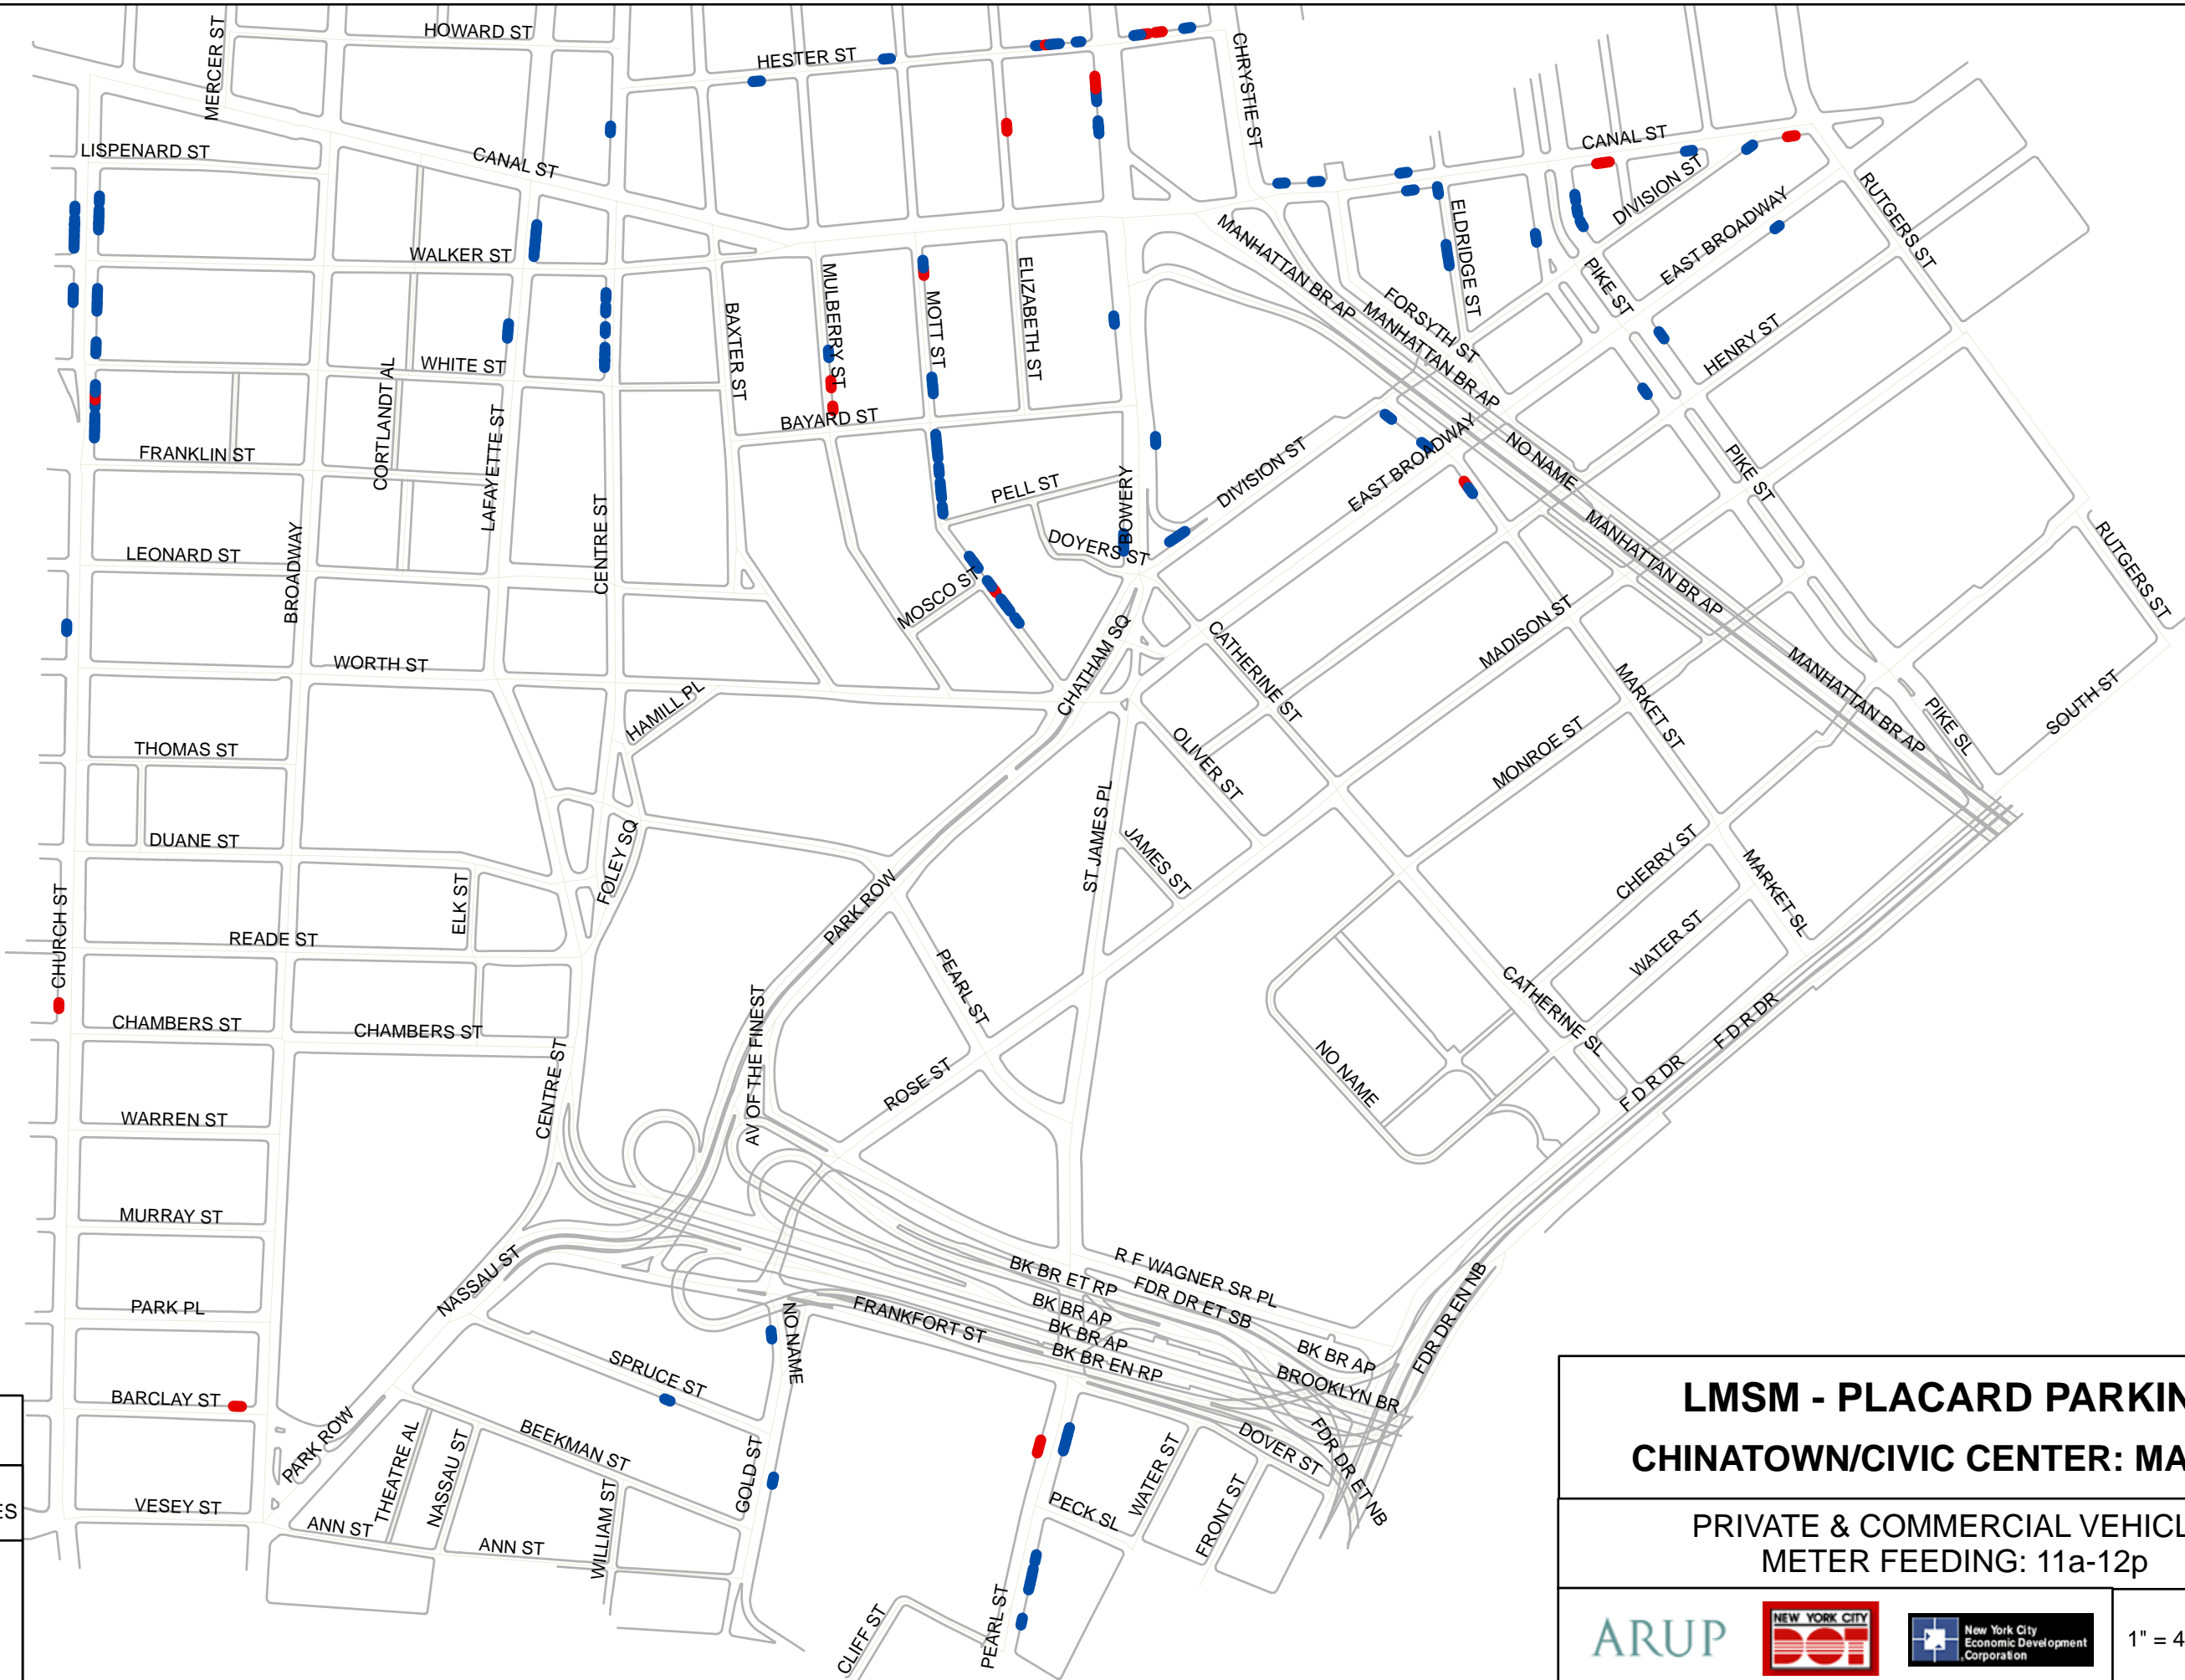 MERCER ST
HOWARD ST
HESTER ST
CHRYSTIE ST
LISPENARD ST
CANAL ST
CANAL ST
DIVISION ST
RUTGERS ST
WALKER ST
MULBERRY ST
MOTT ST
ELIZABETH ST
MANHATTAN BR AP
ELDRIDGE ST
EAST BROADWAY
PIKE ST
BAXTER ST
FORSYTH ST
MANHATTAN BR AP
HENRY ST
WHITE ST
CORTLANDT AL
LAFAYETTE ST
BAYARD ST
FRANKLIN ST
CENTRE ST
PELL ST
BOWERY
DIVISION ST
EAST BROADWAY
NO NAME
PIKE ST
LEONARD ST
BROADWAY
DOYERS ST
MANHATTAN BR AP
RUTGERS ST
MOSCO ST
WORTH ST
HAMILL PL
CHATHAM SQ
CATHERINE ST
MADISON ST
MARKET ST
MANHATTAN BR AP
PIKE SL
SOUTH ST
THOMAS ST
OLIVER ST
MONROE ST
DUANE ST
FOLEY SQ
ST JAMES PL
JAMES ST
CHERRY ST
MARKET SL
CHURCH ST
ELK ST
READE ST
PARK ROW
PEARL ST
WATER ST
CHAMBERS ST
CHAMBERS ST
CENTRE ST
AV OF THE FINEST
ROSE ST
NO NAME
CATHERINE SL
F D R DR
F D R DR
WARREN ST
MURRAY ST
PARK PL
NASSAU ST
NO NAME
FRANKFORT ST
BK BR ET RP
R F WAGNER SR PL
FDR DR ET SB
BK BR AP
BK BR AP
BK BR EN RP
BK BR AP
BROOKLYN BR
FDR DR EN NB
BARCLAY ST
SPRUCE ST
PARK ROW
THEATRE AL
NASSAU ST
BEEKMAN ST
GOLD ST
DOVER ST
FDR DR ET NB
VESEY ST
ANN ST
ANN ST
WILLIAM ST
PECK SL
WATER ST
FRONT ST
CLIFF ST
PEARL ST
ES
LMSM - PLACARD PARKIN
CHINATOWN/CIVIC CENTER: MA
PRIVATE & COMMERCIAL VEHICL
METER FEEDING: 11a-12p
ARUP
NEW YORK CITY
DOT
New York City
Economic Development
Corporation
1" = 4